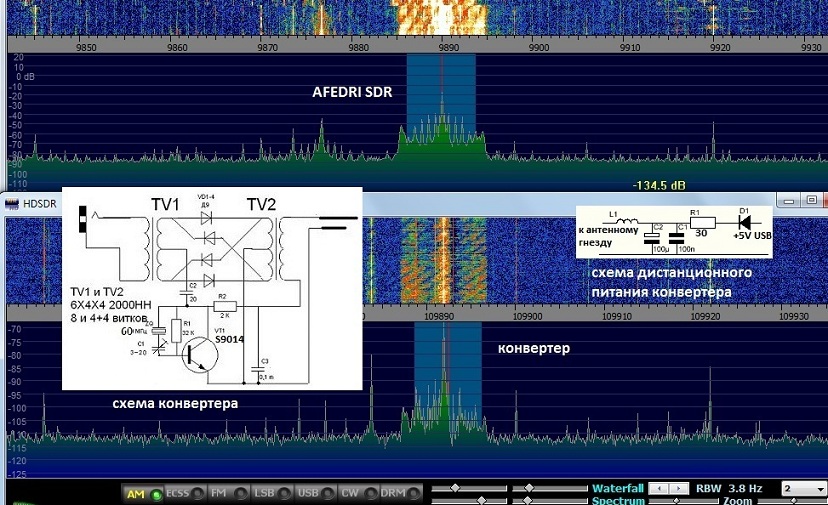 9850 9860 9870 9880 9890 9900 9910 9920 9930
20
10
0 dB
-10
-20
-30
-40
-50
-60
-70
-80
-90
-100
-110
AFEDRI SDR
-134.5 dB
HDSDR
TV1
VD1-4
Д9
TV2
C2
20
R2
2 K
TV1 и TV2
6X4X4 2000HH
8 и 4+4 витков
60 МГЦ
ZQ
R1
32 K
VT1
S9014
C1
3-20
C3
0,1 m
схема конвертера
L1
к антенному
гнезду
C2
100µ
C1
100n
R1
30
D1
+5V USB
схема дистанционного
питания конвертера
109890 109900 109910 109920 109930
-70
-75
-80
-85
-90
-95
-100
-105
-110
-115
-120
-125
конвертер
AM ECSS FM LSB USB CW DRM
Waterfall
Spectrum
RBW 3.8 Hz
Zoom
2